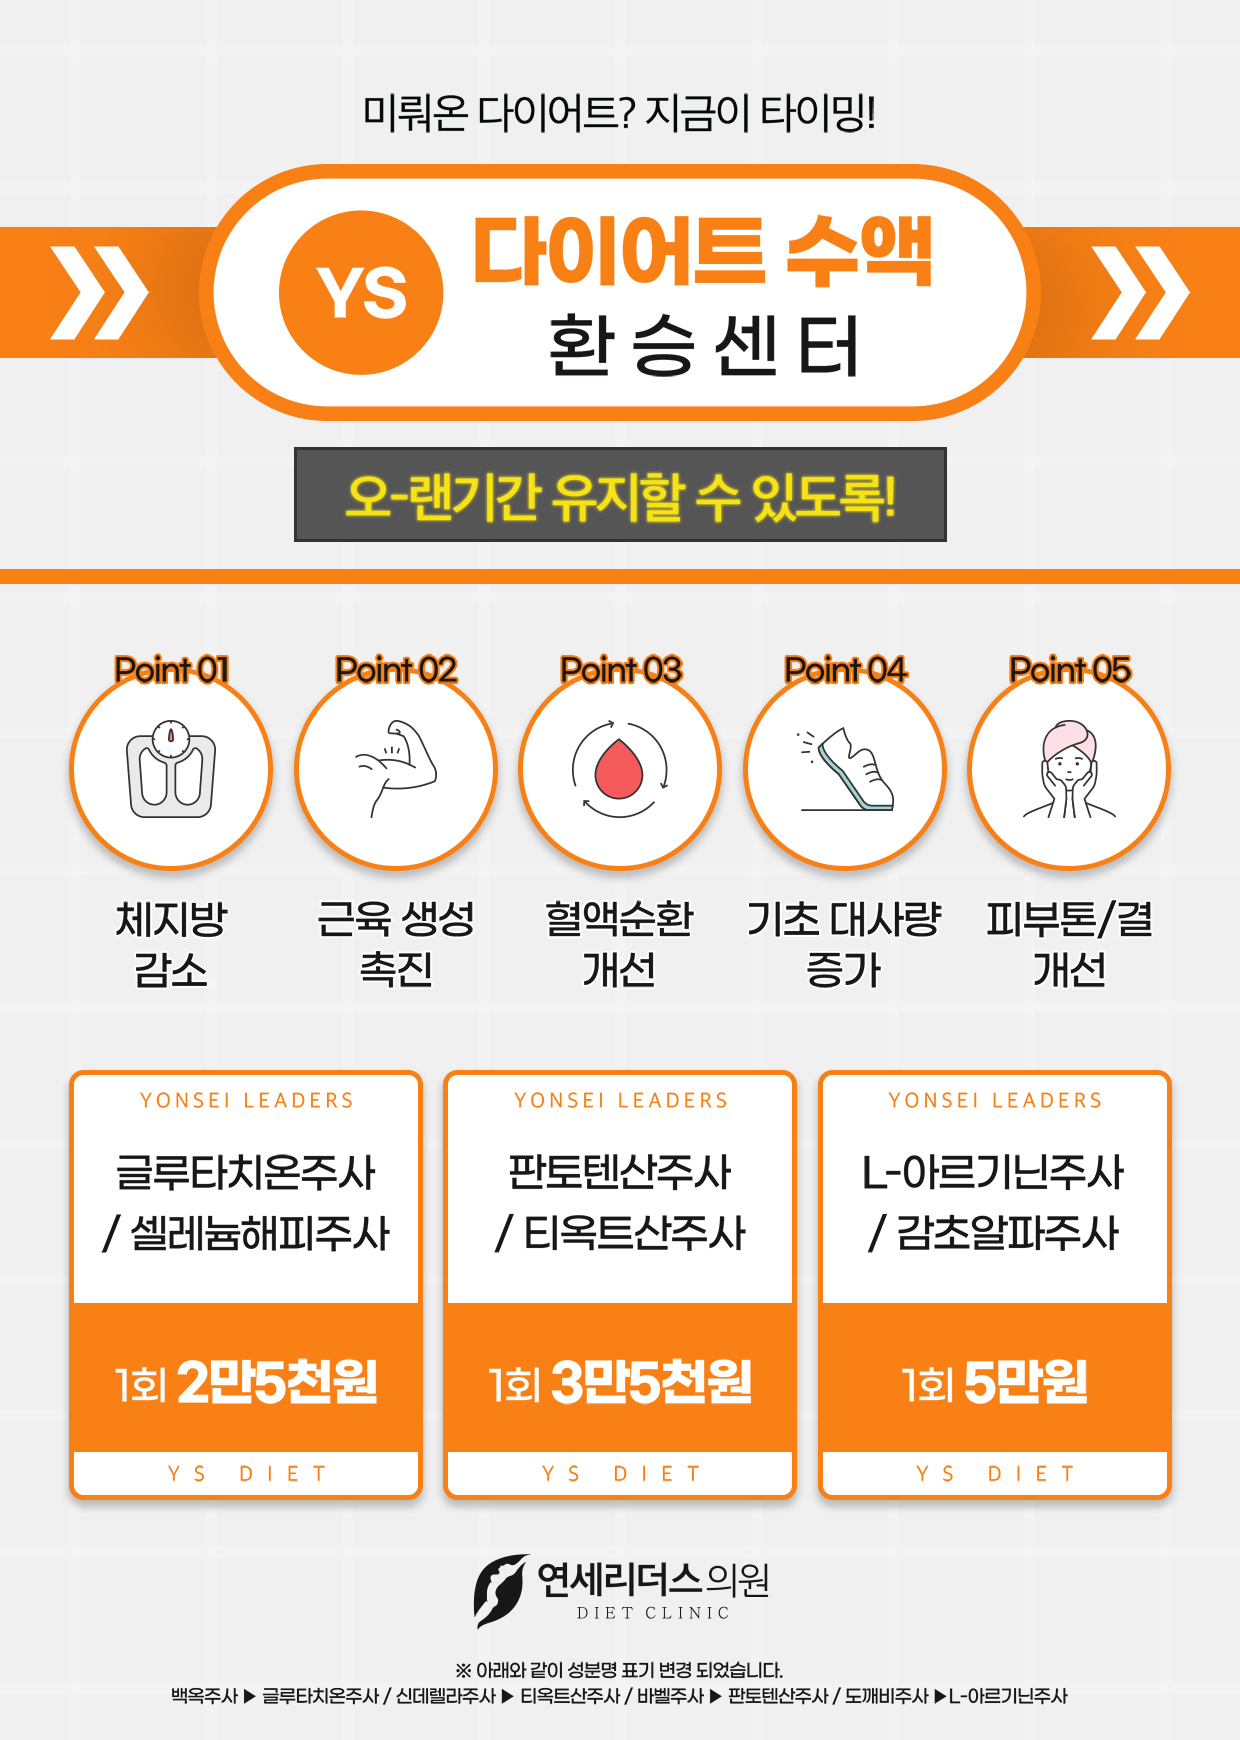 미뤄온 다이어트? 지금이 타이밍!
YS
다이어트 수액
환승센터
오-랜기간 유지할 수 있도록!
Point 01
Point 02
Point 03
Point 04
Point 05
체지방
감소
근육 생성
촉진
혈액순환
개선
기초 대사량
증가
피부톤/결
개선
YONSEI LEADERS
글루타치온주사
/ 셀레늄해피주사
1회 2만5천원
YS DIET
YONSEI LEADERS
판토텐산주사
/ 티옥트산주사
1회 3만5천원
YS DIET
YONSEI LEADERS
L-아르기닌주사
/ 감초알파주사
1회 5만원
YS DIET
연세리더스의원
DIET CLINIC
※ 아래와 같이 성분명 표기 변경 되었습니다.
백옥주사 ▶ 글루타치온주사 / 신데렐라주사 ▶ 티옥트산주사 / 바벨주사 ▶ 판토텐산주사 / 도깨비주사 ▶L-아르기닌주사